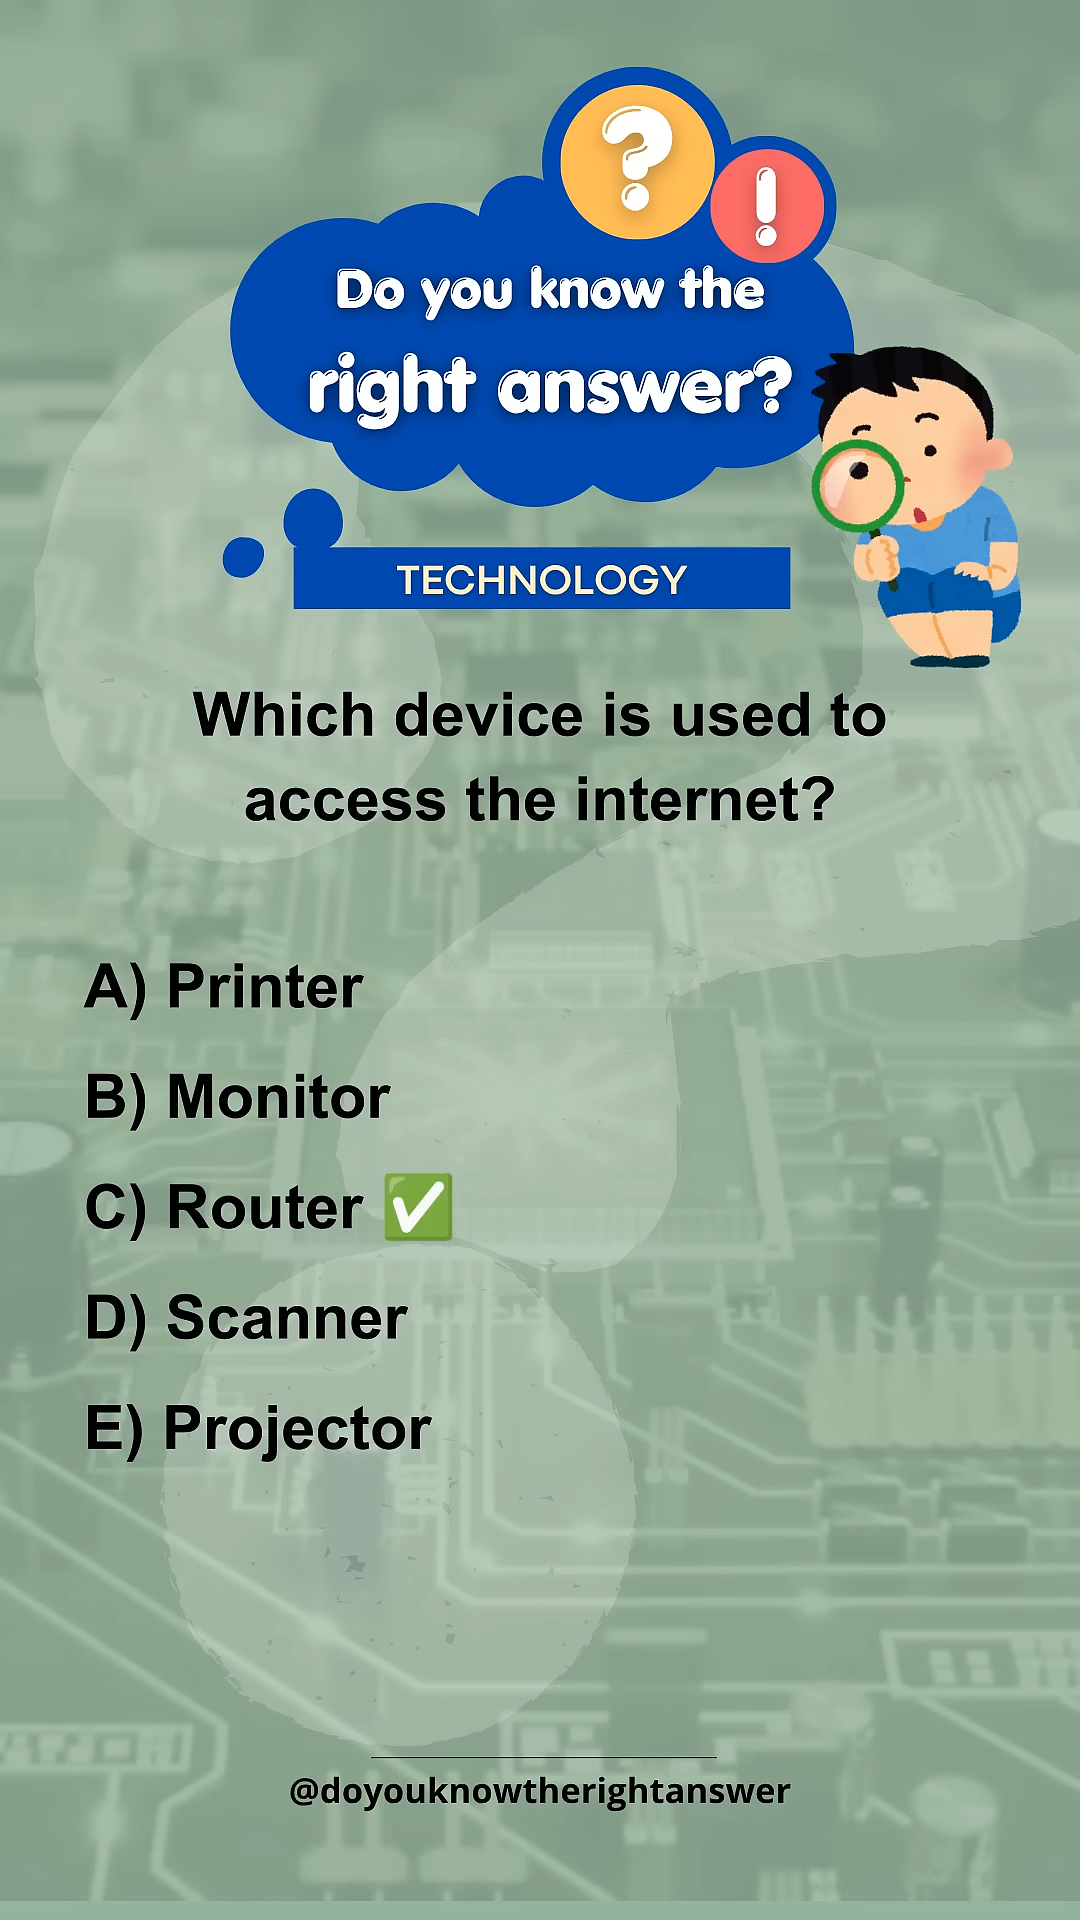 ?
!
Do you know the
right answer?
TECHNOLOGY
Which device is used to
access the internet?
A) Printer
B) Monitor
C) Router ✅
D) Scanner
E) Projector
@doyouknowtherightanswer